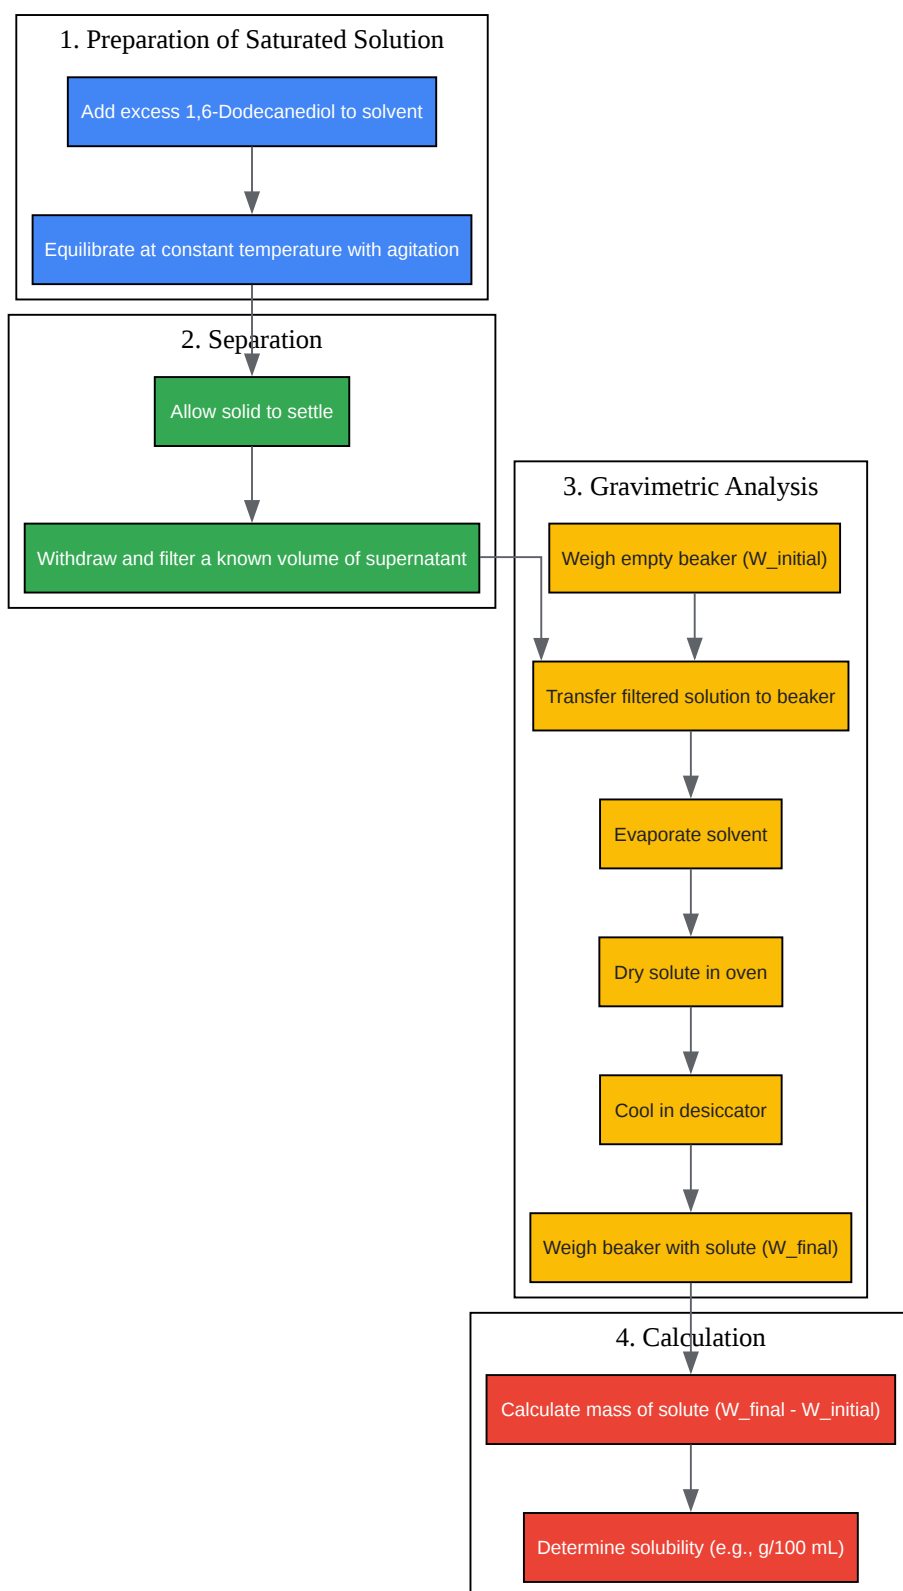 1. Preparation of Saturated Solution
Add excess 1,6-Dodecanediol to solvent
Equilibrate at constant temperature with agitation
2. Separation
Allow solid to settle
Withdraw and filter a known volume of supernatant
3. Gravimetric Analysis
Weigh empty beaker (W_initial)
Transfer filtered solution to beaker
Evaporate solvent
Dry solute in oven
Cool in desiccator
Weigh beaker with solute (W_final)
4. Calculation
Calculate mass of solute (W_final - W_initial)
Determine solubility (e.g., g/100 mL)